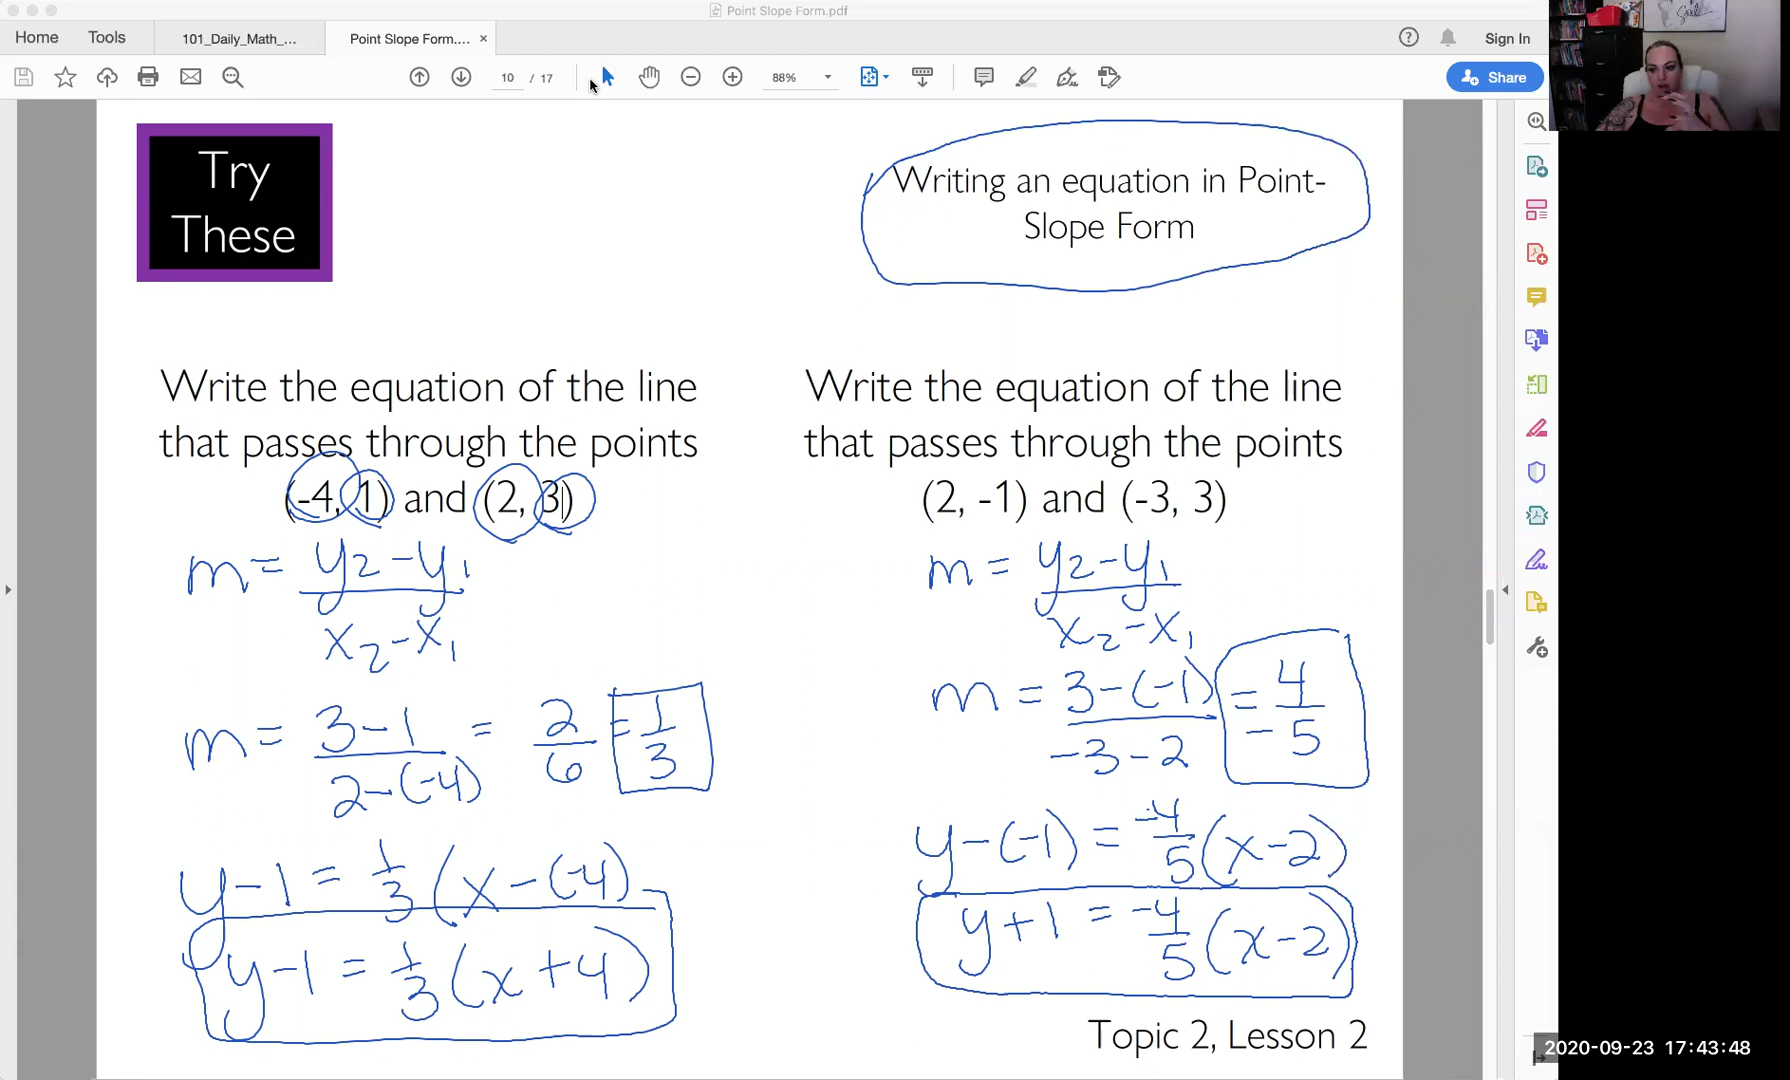 Point Slope Form.pdf
Home
Tools
101_Daily_Math_...
Point Slope Form.... ×
Sign In
10 / 17
88%
Share
Try
These
Writing an equation in Point-
Slope Form
Write the equation of the line
that passes through the points
(-4, 1) and (2, 3)
m = y2 - y1
x2 - x1
m = 3 - 1 = 2 = 1
2 - (-4) 6 3
y - 1 = 1/3 (x - (-4)
y - 1 = 1/3 (x + 4)
Write the equation of the line
that passes through the points
(2, -1) and (-3, 3)
m = y2 - y1
x2 - x1
m = 3 - (-1) = 4
-3 - 2 -5
y - (-1) = -4/5 (x - 2)
y + 1 = -4/5 (x - 2)
Topic 2, Lesson 2
2020-09-23 17:43:48